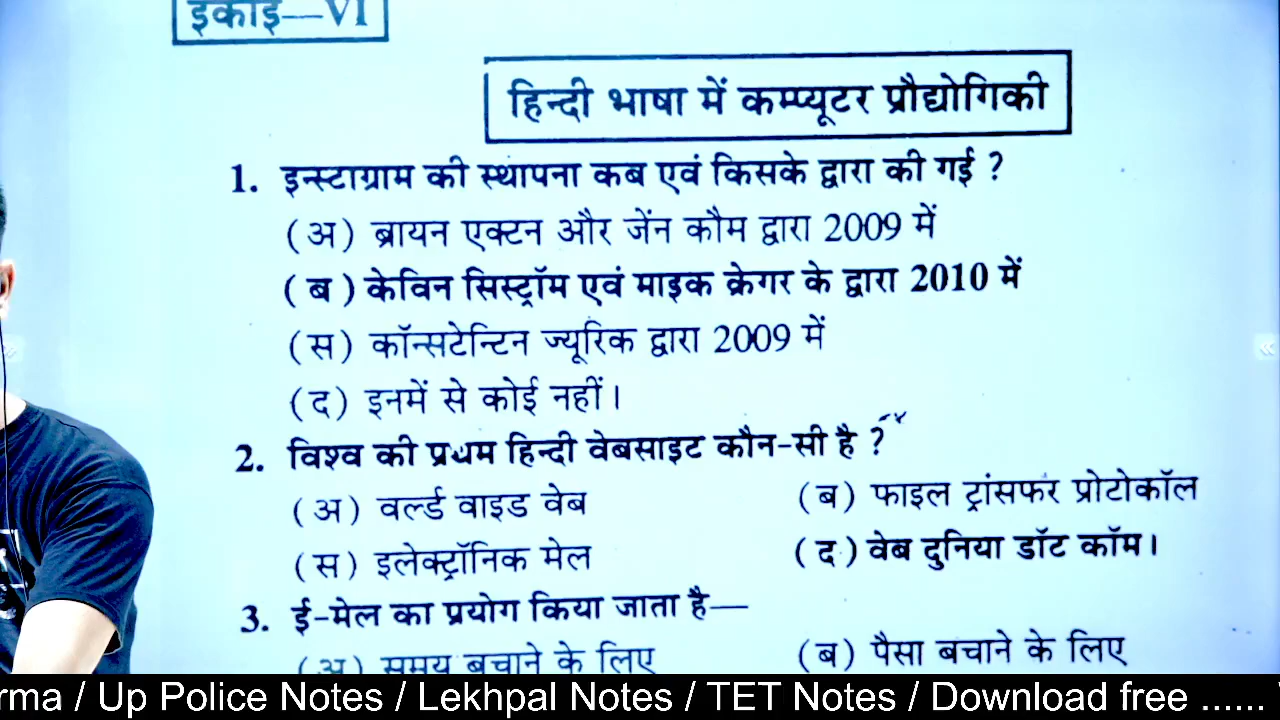 इकाई—VI
हिन्दी भाषा में कम्प्यूटर प्रौद्योगिकी
1. इन्स्टाग्राम की स्थापना कब एवं किसके द्वारा की गई ?
(अ) ब्रायन एक्टन और जेंन कौम द्वारा 2009 में
(ब) केविन सिस्ट्रॉम एवं माइक क्रेगर के द्वारा 2010 में
(स) कॉन्सटेन्टिन ज्यूरिक द्वारा 2009 में
(द) इनमें से कोई नहीं।
2. विश्व की प्रथम हिन्दी वेबसाइट कौन-सी है ?
(अ) वर्ल्ड वाइड वेब (ब) फाइल ट्रांसफर प्रोटोकॉल
(स) इलेक्ट्रॉनिक मेल (द) वेब दुनिया डॉट कॉम।
3. ई-मेल का प्रयोग किया जाता है—
(अ) समय बचाने के लिए (ब) पैसा बचाने के लिए
rma / Up Police Notes / Lekhpal Notes / TET Notes / Download free ......